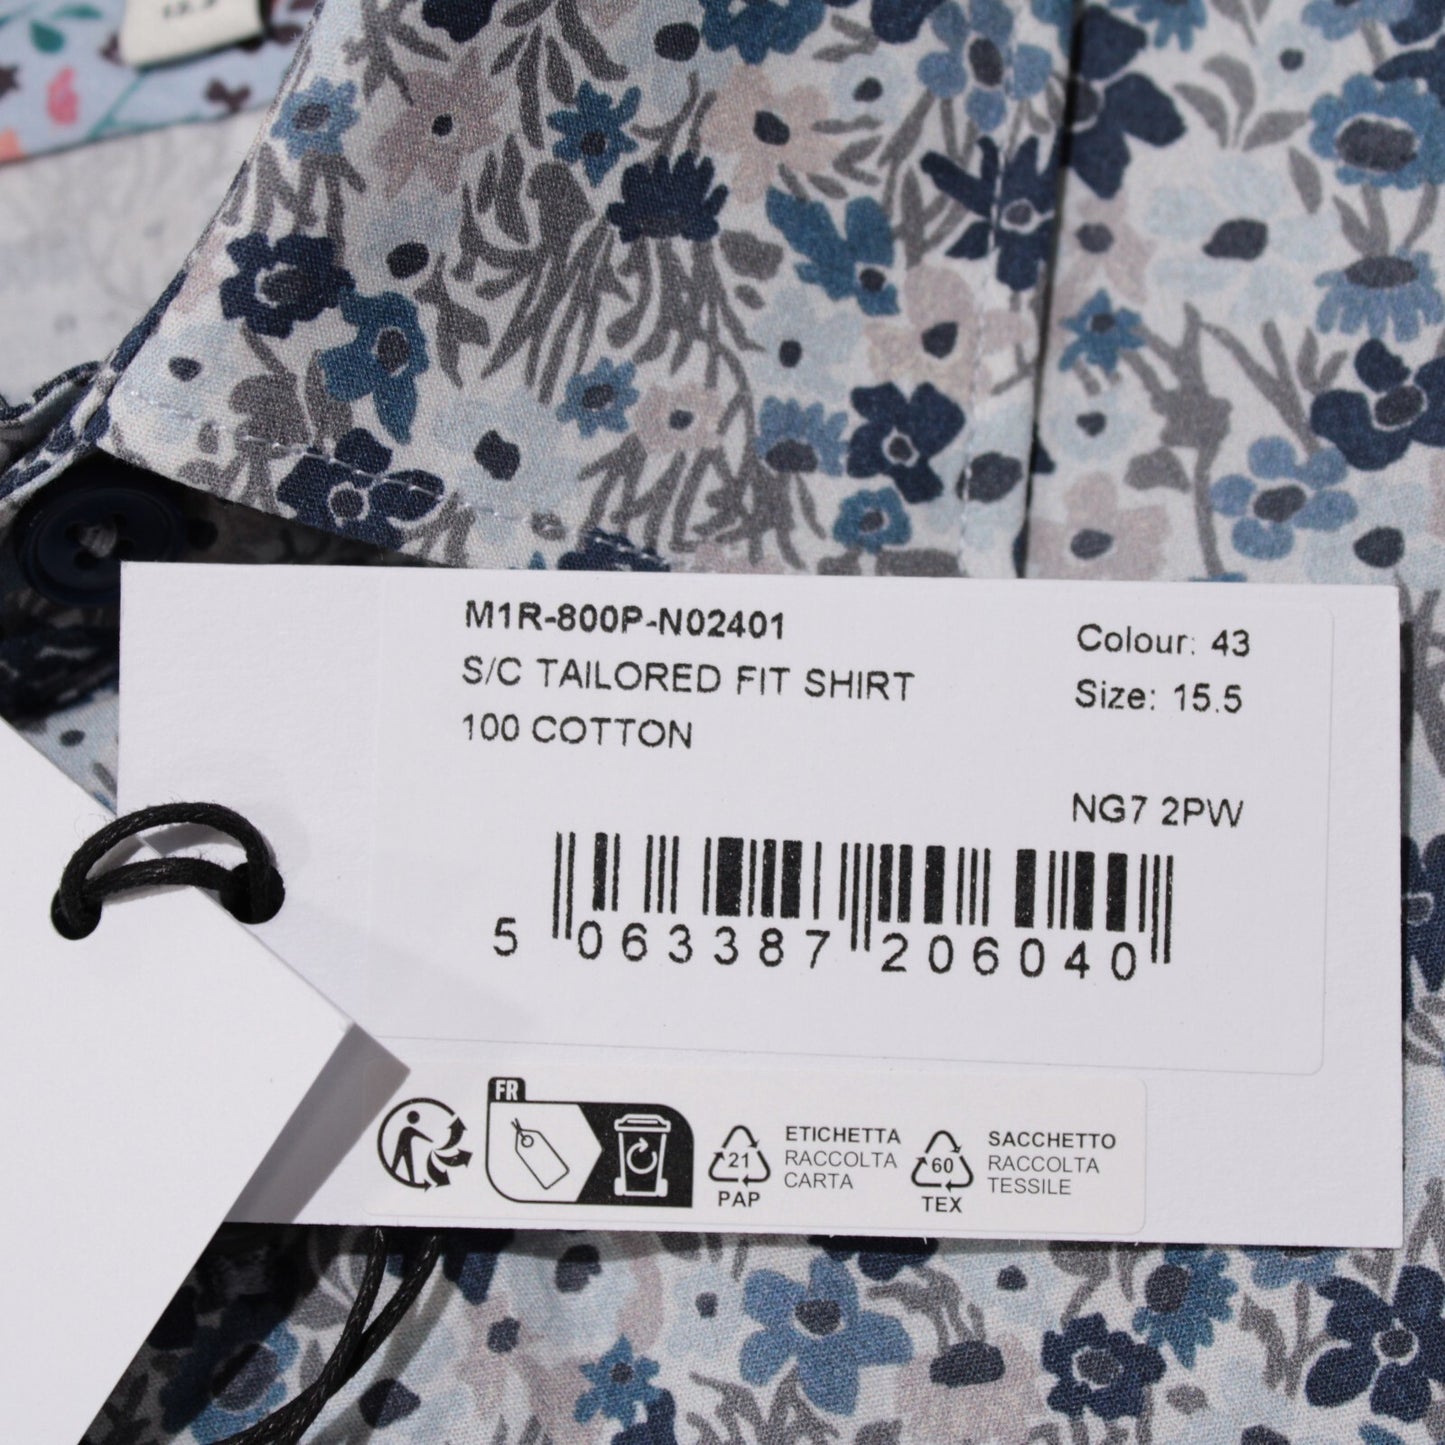 M1R-800P-N02401
S/C TAILORED FIT SHIRT
100 COTTON
Colour: 43
Size: 15.5
NG7 2PW
5 063387 206040
FR
21
PAP
ETICHETTA
RACCOLTA
CARTA
60
TEX
SACCHETTO
RACCOLTA
TESSILE